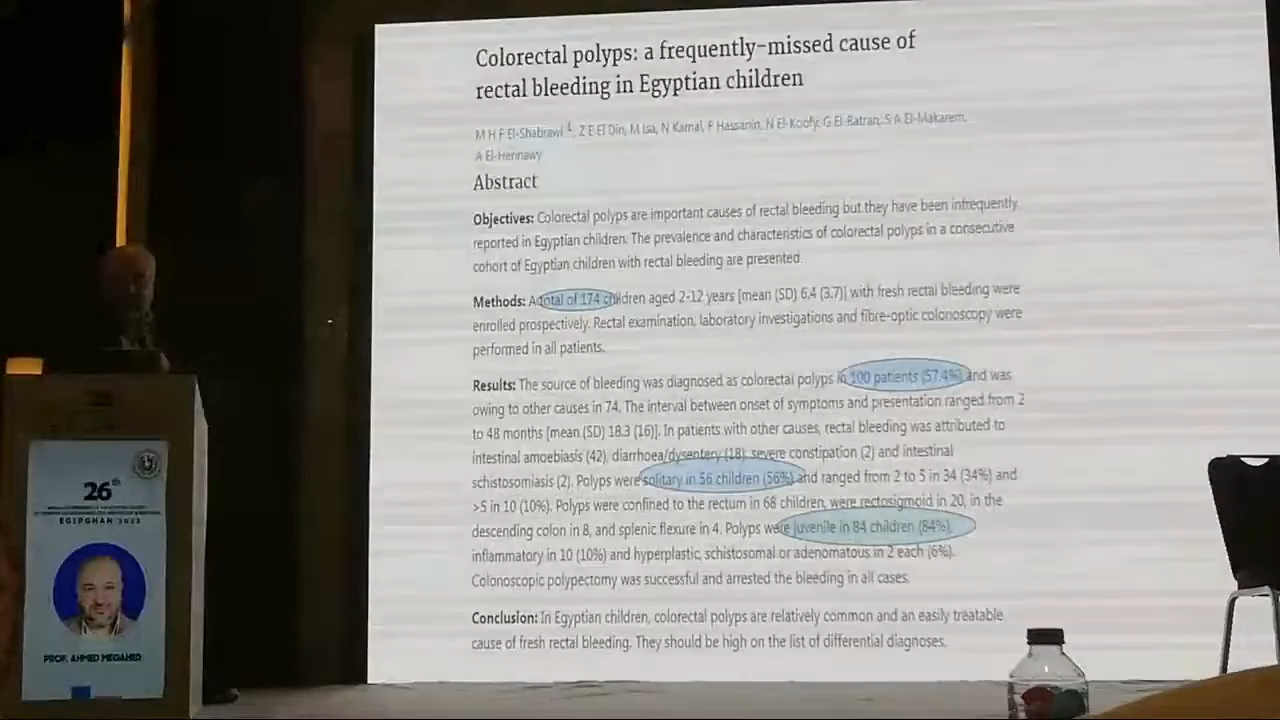 Colorectal polyps: a frequently-missed cause of
rectal bleeding in Egyptian children
M H F El-Shabrawi 1, Z E El Din, M Isa, N Kamal, F Hassanin, N El-Koofy, G El-Batran, S A El-Makarem,
A El-Hennawy
Abstract
Objectives: Colorectal polyps are important causes of rectal bleeding but they have been infrequently
reported in Egyptian children. The prevalence and characteristics of colorectal polyps in a consecutive
cohort of Egyptian children with rectal bleeding are presented.
Methods: A total of 174 children aged 2-12 years [mean (SD) 6.4 (3.7)] with fresh rectal bleeding were
enrolled prospectively. Rectal examination, laboratory investigations and fibre-optic colonoscopy were
performed in all patients.
Results: The source of bleeding was diagnosed as colorectal polyps in 100 patients (57.4%) and was
owing to other causes in 74. The interval between onset of symptoms and presentation ranged from 2
to 48 months [mean (SD) 18.3 (16)]. In patients with other causes, rectal bleeding was attributed to
intestinal amoebiasis (42), diarrhoea/dysentery (18), severe constipation (2) and intestinal
schistosomiasis (2). Polyps were solitary in 56 children (56%) and ranged from 2 to 5 in 34 (34%) and
>5 in 10 (10%). Polyps were confined to the rectum in 68 children, were rectosigmoid in 20, in the
descending colon in 8, and splenic flexure in 4. Polyps were juvenile in 84 children (84%),
inflammatory in 10 (10%) and hyperplastic, schistosomal or adenomatous in 2 each (6%).
Colonoscopic polypectomy was successful and arrested the bleeding in all cases.
Conclusion: In Egyptian children, colorectal polyps are relatively common and an easily treatable
cause of fresh rectal bleeding. They should be high on the list of differential diagnoses.
26th
EGIPGHAN 2023
PROF. AHMED MEGAHED